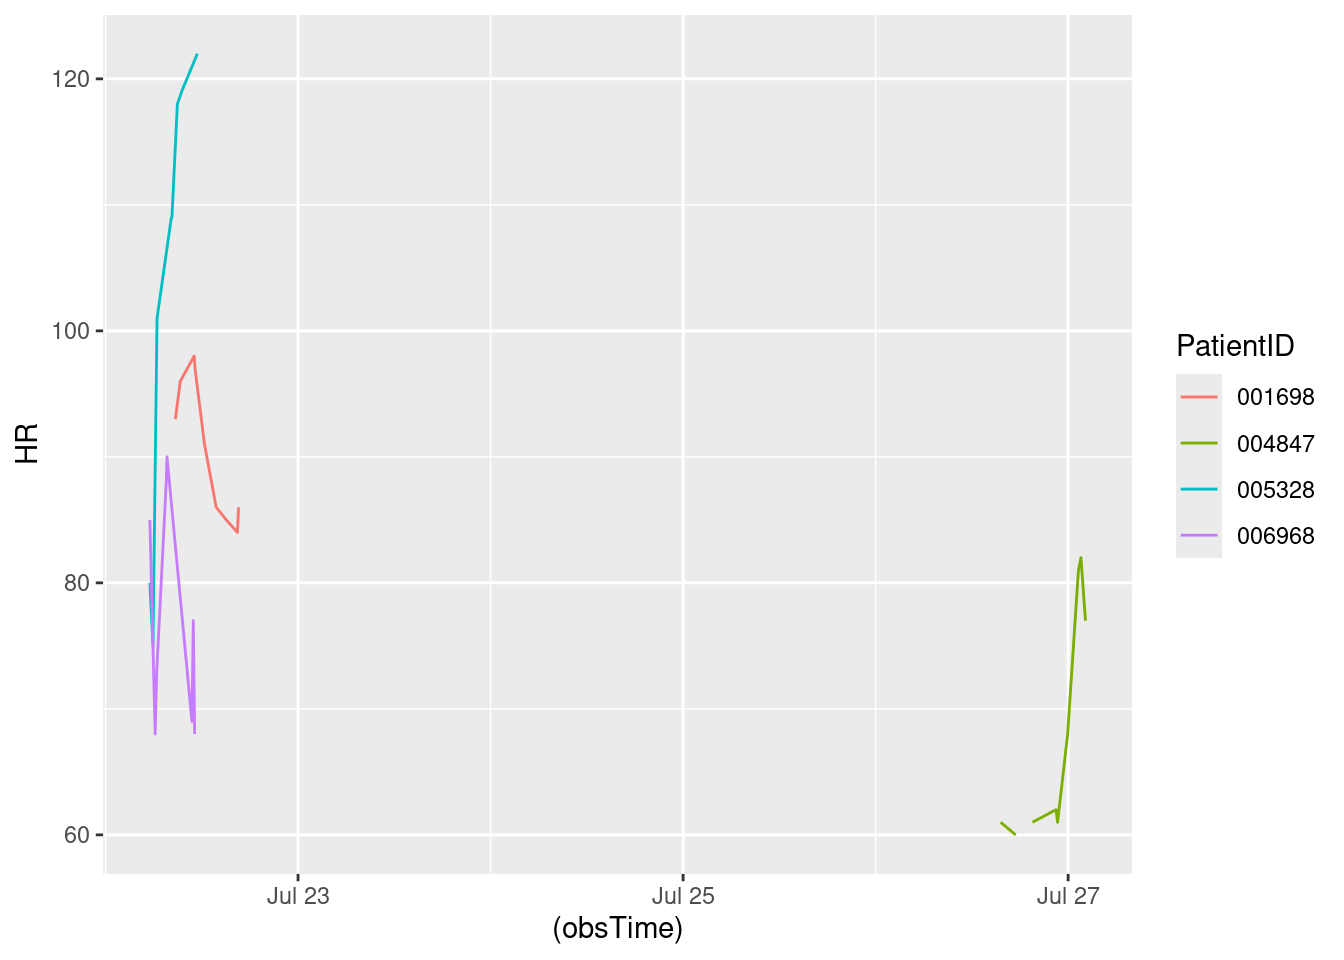 120
100
80
60
HR
Jul 23
Jul 25
Jul 27
(obsTime)
PatientID
001698
004847
005328
006968